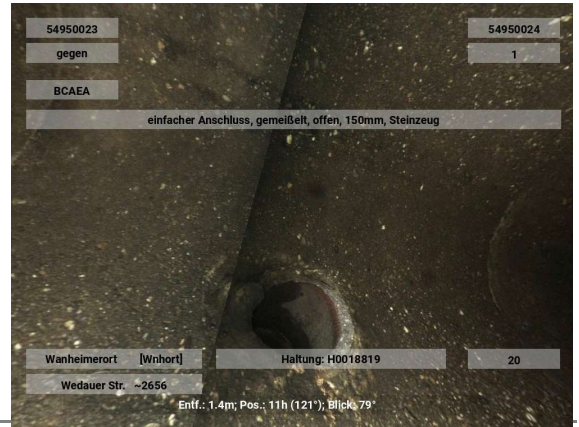 54950023
54950024
gegen
1
BCAEA
einfacher Anschluss, gemeißelt, offen, 150mm, Steinzeug
Wanheimerort [Wnhort]
Haltung: H0018819
20
Wedauer Str. ~2656
Entf.: 1.4m; Pos.: 11h (121°); Blick: 79°